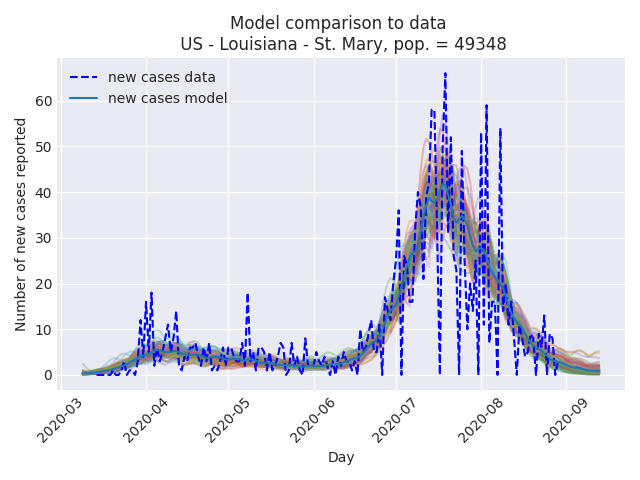 Model comparison to data
US - Louisiana - St. Mary, pop. = 49348
new cases data
new cases model
Number of new cases reported
60
50
40
30
20
10
0
2020-03
2020-04
2020-05
2020-06
2020-07
2020-08
2020-09
Day